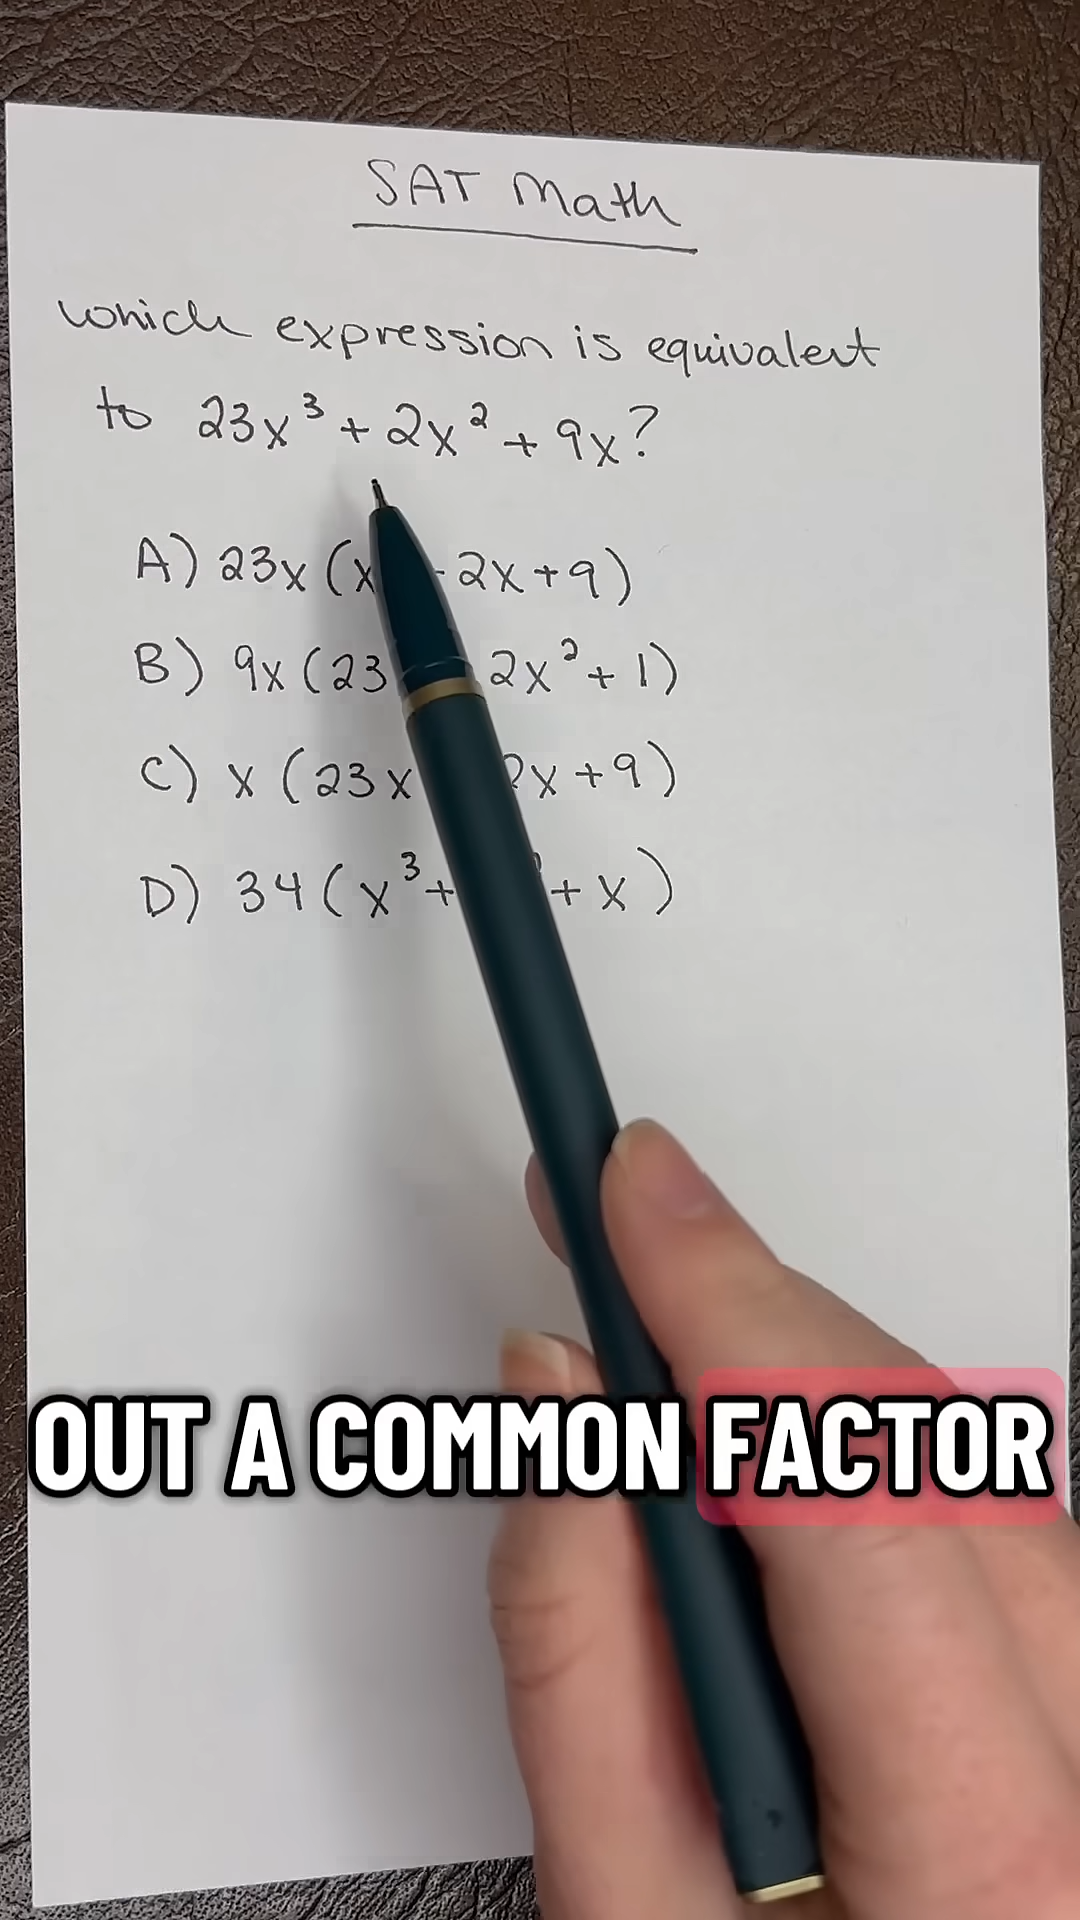 SAT Math
which expression is equivalent
to 23x³ + 2x² + 9x?
A) 23x (x 2x + 9)
B) 9x (23 2x² + 1)
C) x (23x 2x + 9)
D) 34 (x³ + + x)
OUT A COMMON FACTOR